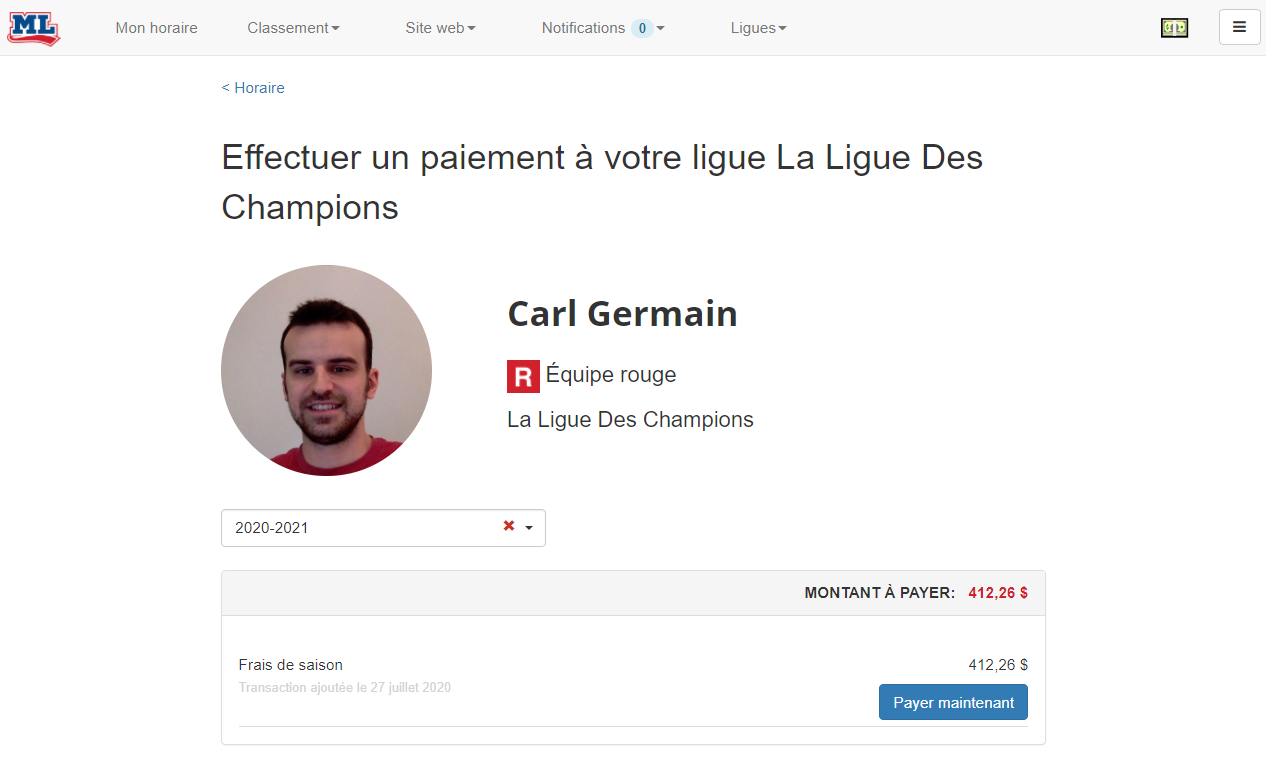 ML Mon horaire Classement Site web Notifications 0 Ligues
< Horaire
Effectuer un paiement à votre ligue La Ligue Des
Champions
Carl Germain
R Équipe rouge
La Ligue Des Champions
2020-2021
MONTANT À PAYER: 412,26 $
Frais de saison 412,26 $
Transaction ajoutée le 27 juillet 2020
Payer maintenant